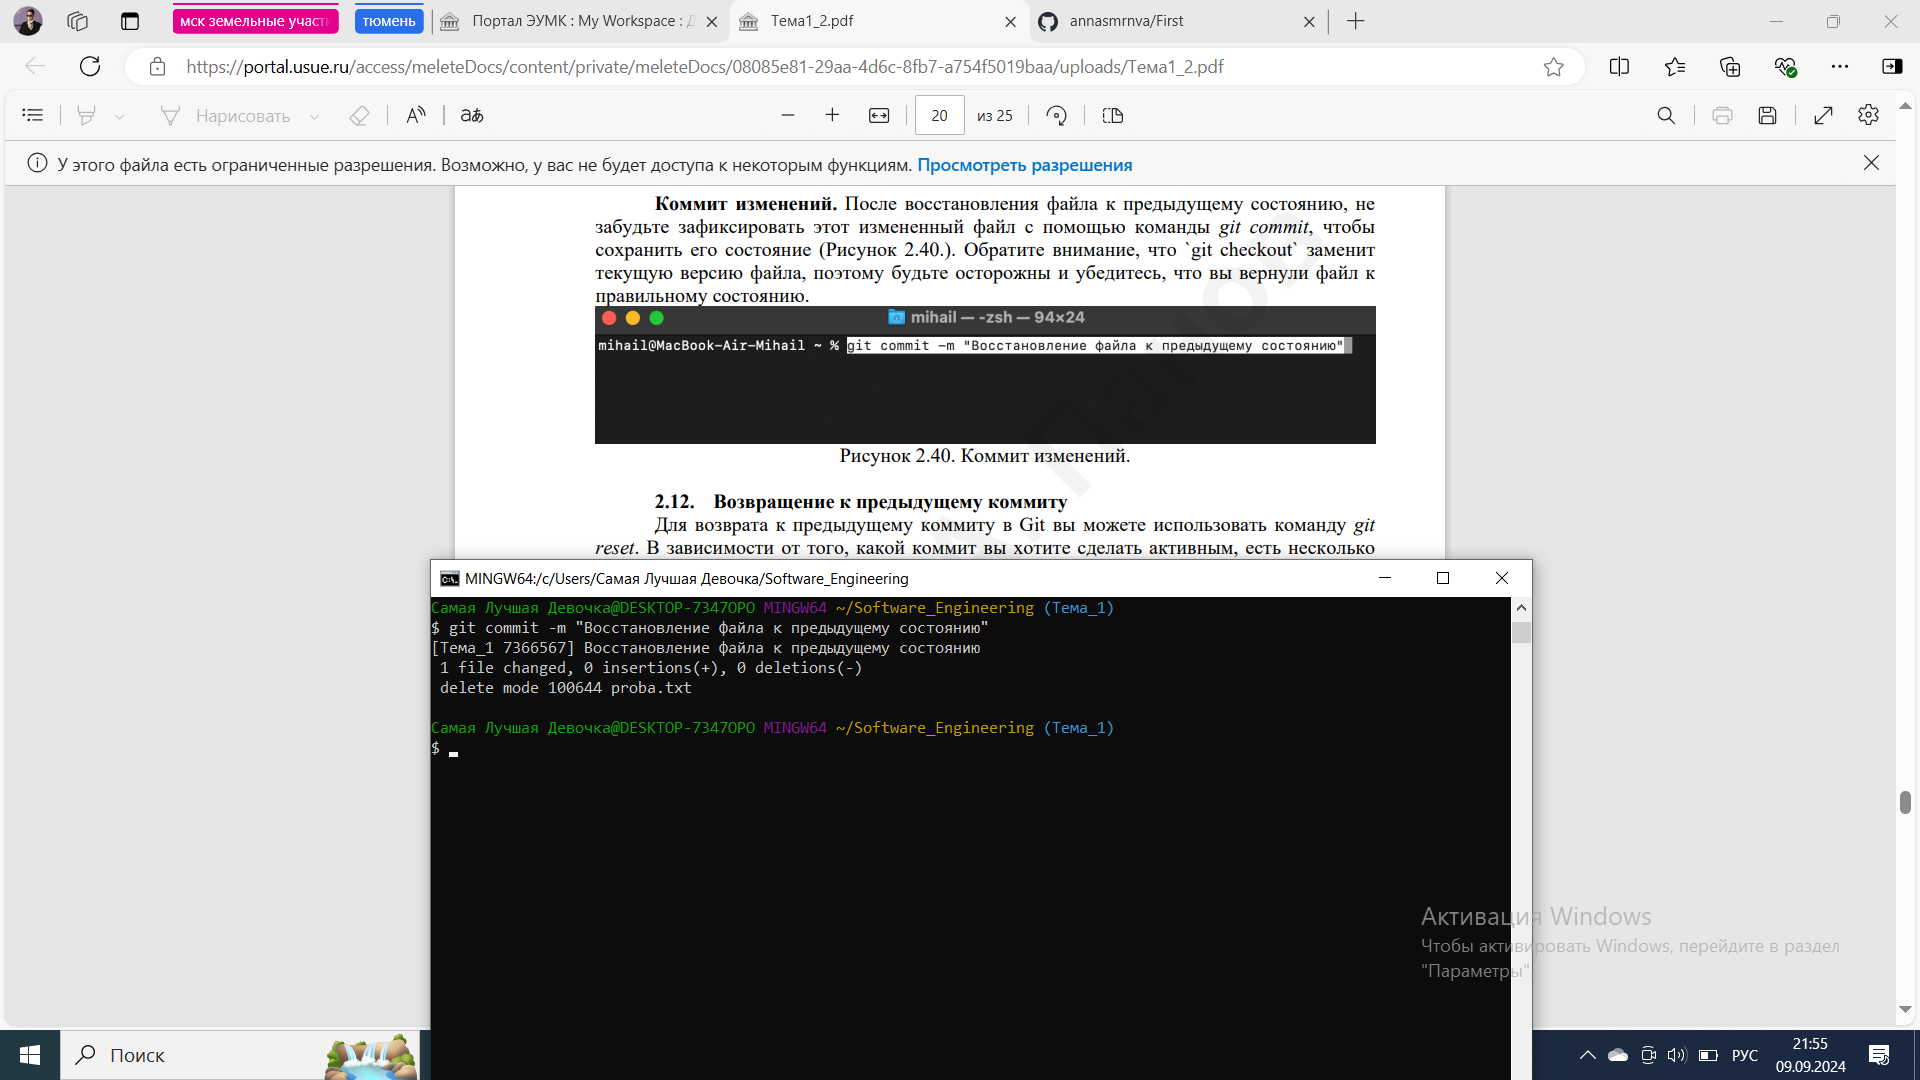 мск земельные участк
тюмень
Портал ЭУМК : My Workspace : Д
Тема1_2.pdf
annasmrnva/First
https://portal.usue.ru/access/meleteDocs/content/private/meleteDocs/08085e81-29aa-4d6c-8fb7-a754f5019baa/uploads/Тема1_2.pdf
Нарисовать
aあ
20
из 25
У этого файла есть ограниченные разрешения. Возможно, у вас не будет доступа к некоторым функциям. Просмотреть разрешения
Коммит изменений. После восстановления файла к предыдущему состоянию, не
забудьте зафиксировать этот измененный файл с помощью команды git commit, чтобы
сохранить его состояние (Рисунок 2.40.). Обратите внимание, что `git checkout` заменит
текущую версию файла, поэтому будьте осторожны и убедитесь, что вы вернули файл к
правильному состоянию.
mihail — -zsh — 94×24
mihail@MacBook-Air-Mihail ~ % git commit -m "Восстановление файла к предыдущему состоянию"
Рисунок 2.40. Коммит изменений.
2.12. Возвращение к предыдущему коммиту
Для возврата к предыдущему коммиту в Git вы можете использовать команду git
reset. В зависимости от того, какой коммит вы хотите сделать активным, есть несколько
MINGW64:/c/Users/Самая Лучшая Девочка/Software_Engineering
Самая Лучшая Девочка@DESKTOP-7347OPO MINGW64 ~/Software_Engineering (Тема_1)
$ git commit -m "Восстановление файла к предыдущему состоянию"
[Тема_1 7366567] Восстановление файла к предыдущему состоянию
1 file changed, 0 insertions(+), 0 deletions(-)
delete mode 100644 proba.txt
Самая Лучшая Девочка@DESKTOP-7347OPO MINGW64 ~/Software_Engineering (Тема_1)
$
Активация Windows
Чтобы активировать Windows, перейдите в раздел
"Параметры".
Поиск
РУС
21:55
09.09.2024